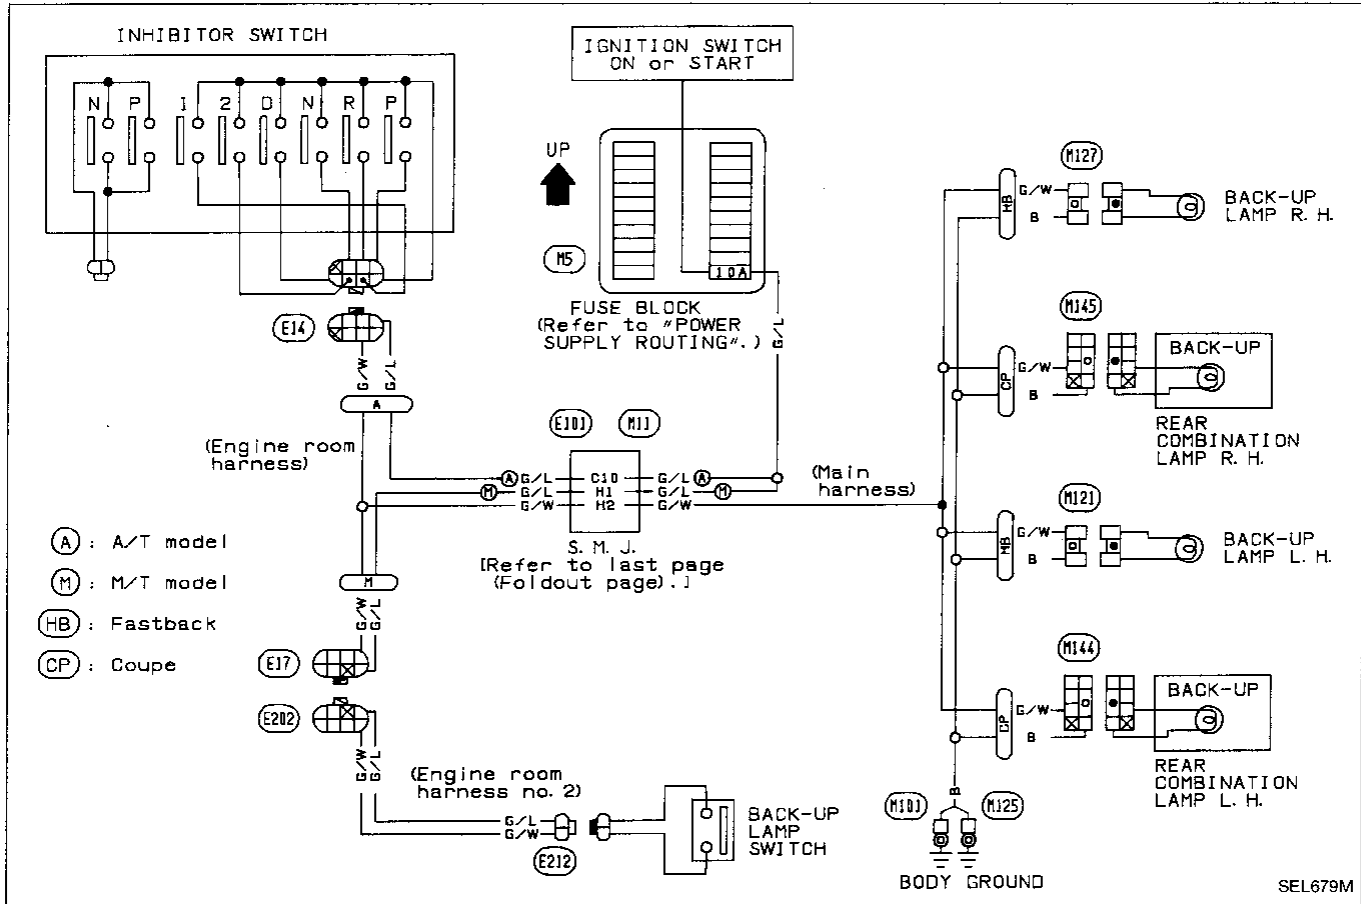 INHIBITOR SWITCH
N P 1 2 D N R P
IGNITION SWITCH
ON or START
UP
M5
10A
FUSE BLOCK
(Refer to "POWER
SUPPLY ROUTING".)
G/L
E14
G/W
G/L
A
(Engine room
harness)
E101
M11
A G/L C10 G/L A
M G/L H1 G/L M
G/W H2 G/W
S. M. J.
[Refer to last page
(Foldout page).]
(Main
harness)
A : A/T model
M : M/T model
HB : Fastback
CP : Coupe
M
G/W
G/L
E17
E202
G/W
G/L
(Engine room
harness no. 2)
G/L
G/W
E212
BACK-UP
LAMP
SWITCH
M127
HB
G/W
B
BACK-UP
LAMP R. H.
M145
CP
G/W
B
BACK-UP
REAR
COMBINATION
LAMP R. H.
M121
HB
G/W
B
BACK-UP
LAMP L. H.
M144
CP
G/W
B
BACK-UP
REAR
COMBINATION
LAMP L. H.
B
M101
M125
BODY GROUND
SEL679M